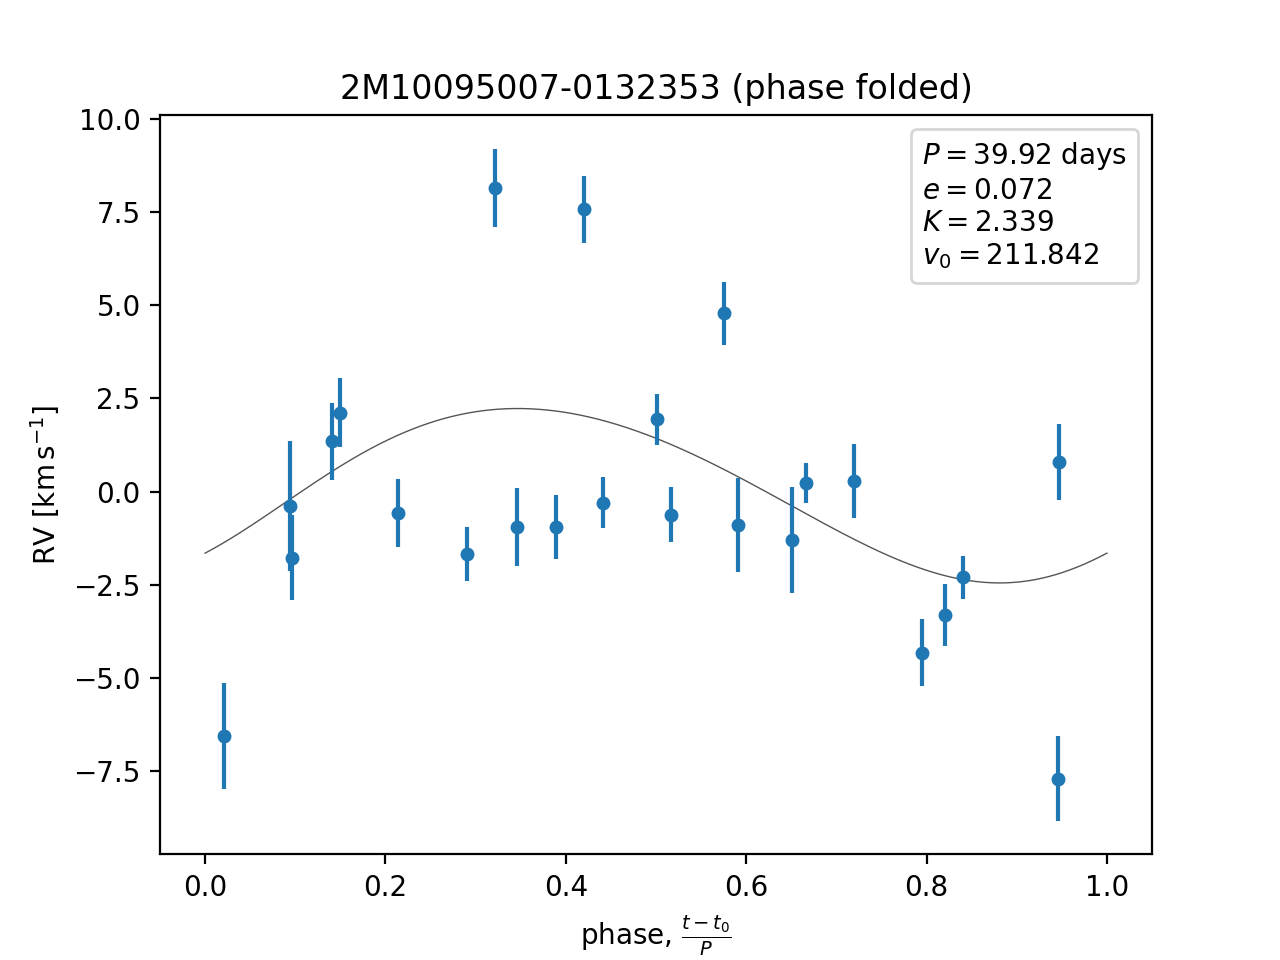 2M10095007-0132353 (phase folded)
P = 39.92 days
e = 0.072
K = 2.339
v₀ = 211.842
RV [km s⁻¹]
10.0
7.5
5.0
2.5
0.0
−2.5
−5.0
−7.5
0.0 0.2 0.4 0.6 0.8 1.0
phase, (t − t₀)/P